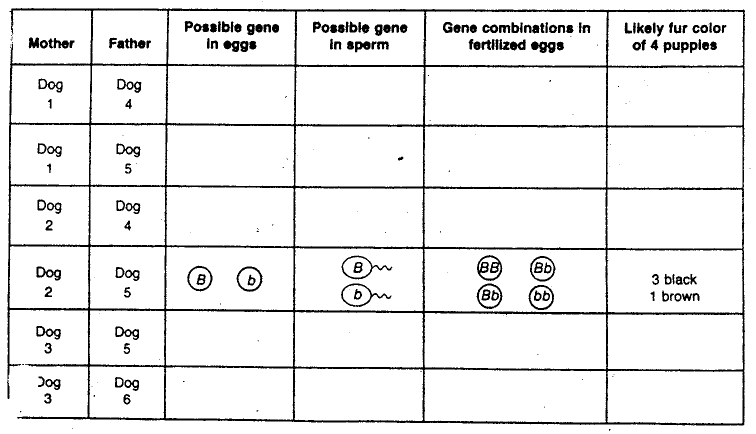 Mother
Father
Possible gene
in eggs
Possible gene
in sperm
Gene combinations in
fertilized eggs
Likely fur color
of 4 puppies
Dog
1
Dog
4
Dog
1
Dog
5
Dog
2
Dog
4
Dog
2
Dog
5
B b
B
b
BB Bb
Bb bb
3 black
1 brown
Dog
3
Dog
5
Dog
3
Dog
6